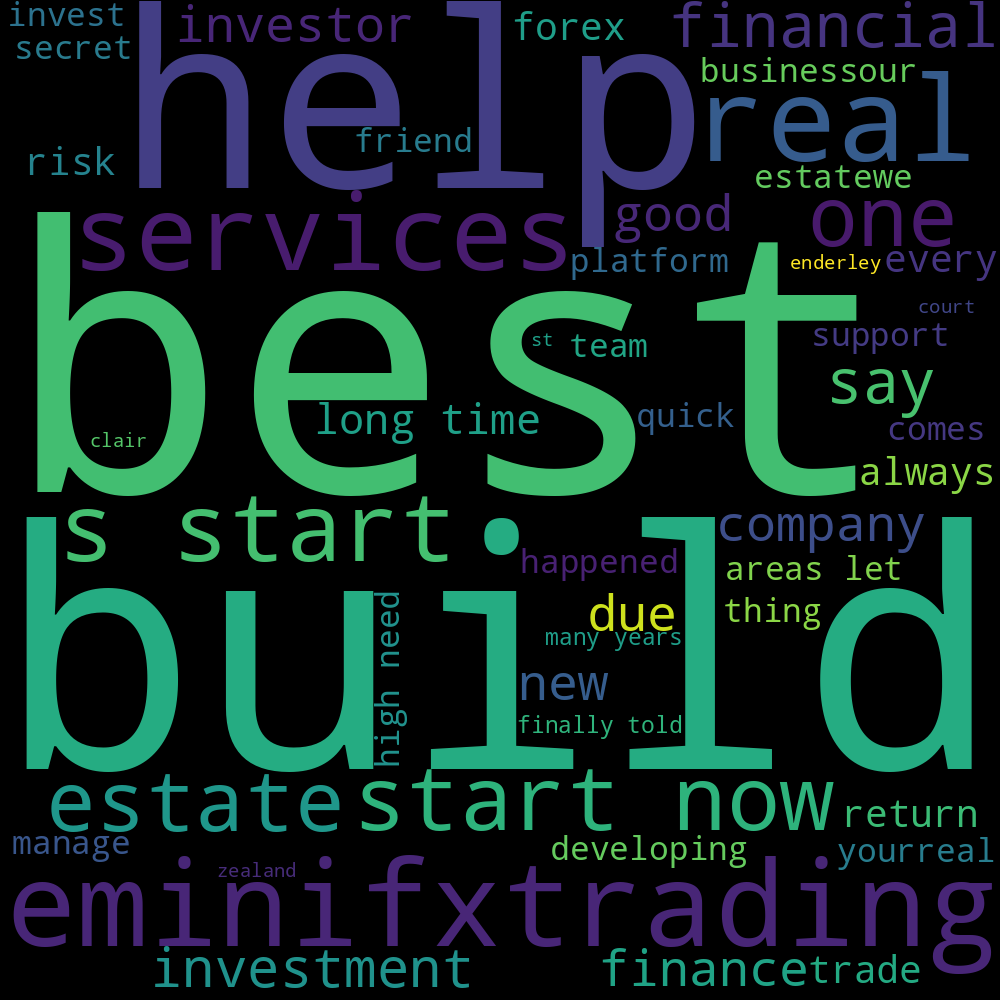 invest
investor
forex
financial
secret
help
businessour
real
friend
risk
estatewe
services
good
one
platform
enderley
every
best
court
st
team
support
say
long time
quick
comes
clair
always
s start
company
happened
areas let
build
due
thing
many years
high need
new
finally told
estate
start now
return
manage
developing
yourreal
zealand
eminifxtrading
investment
finance
trade